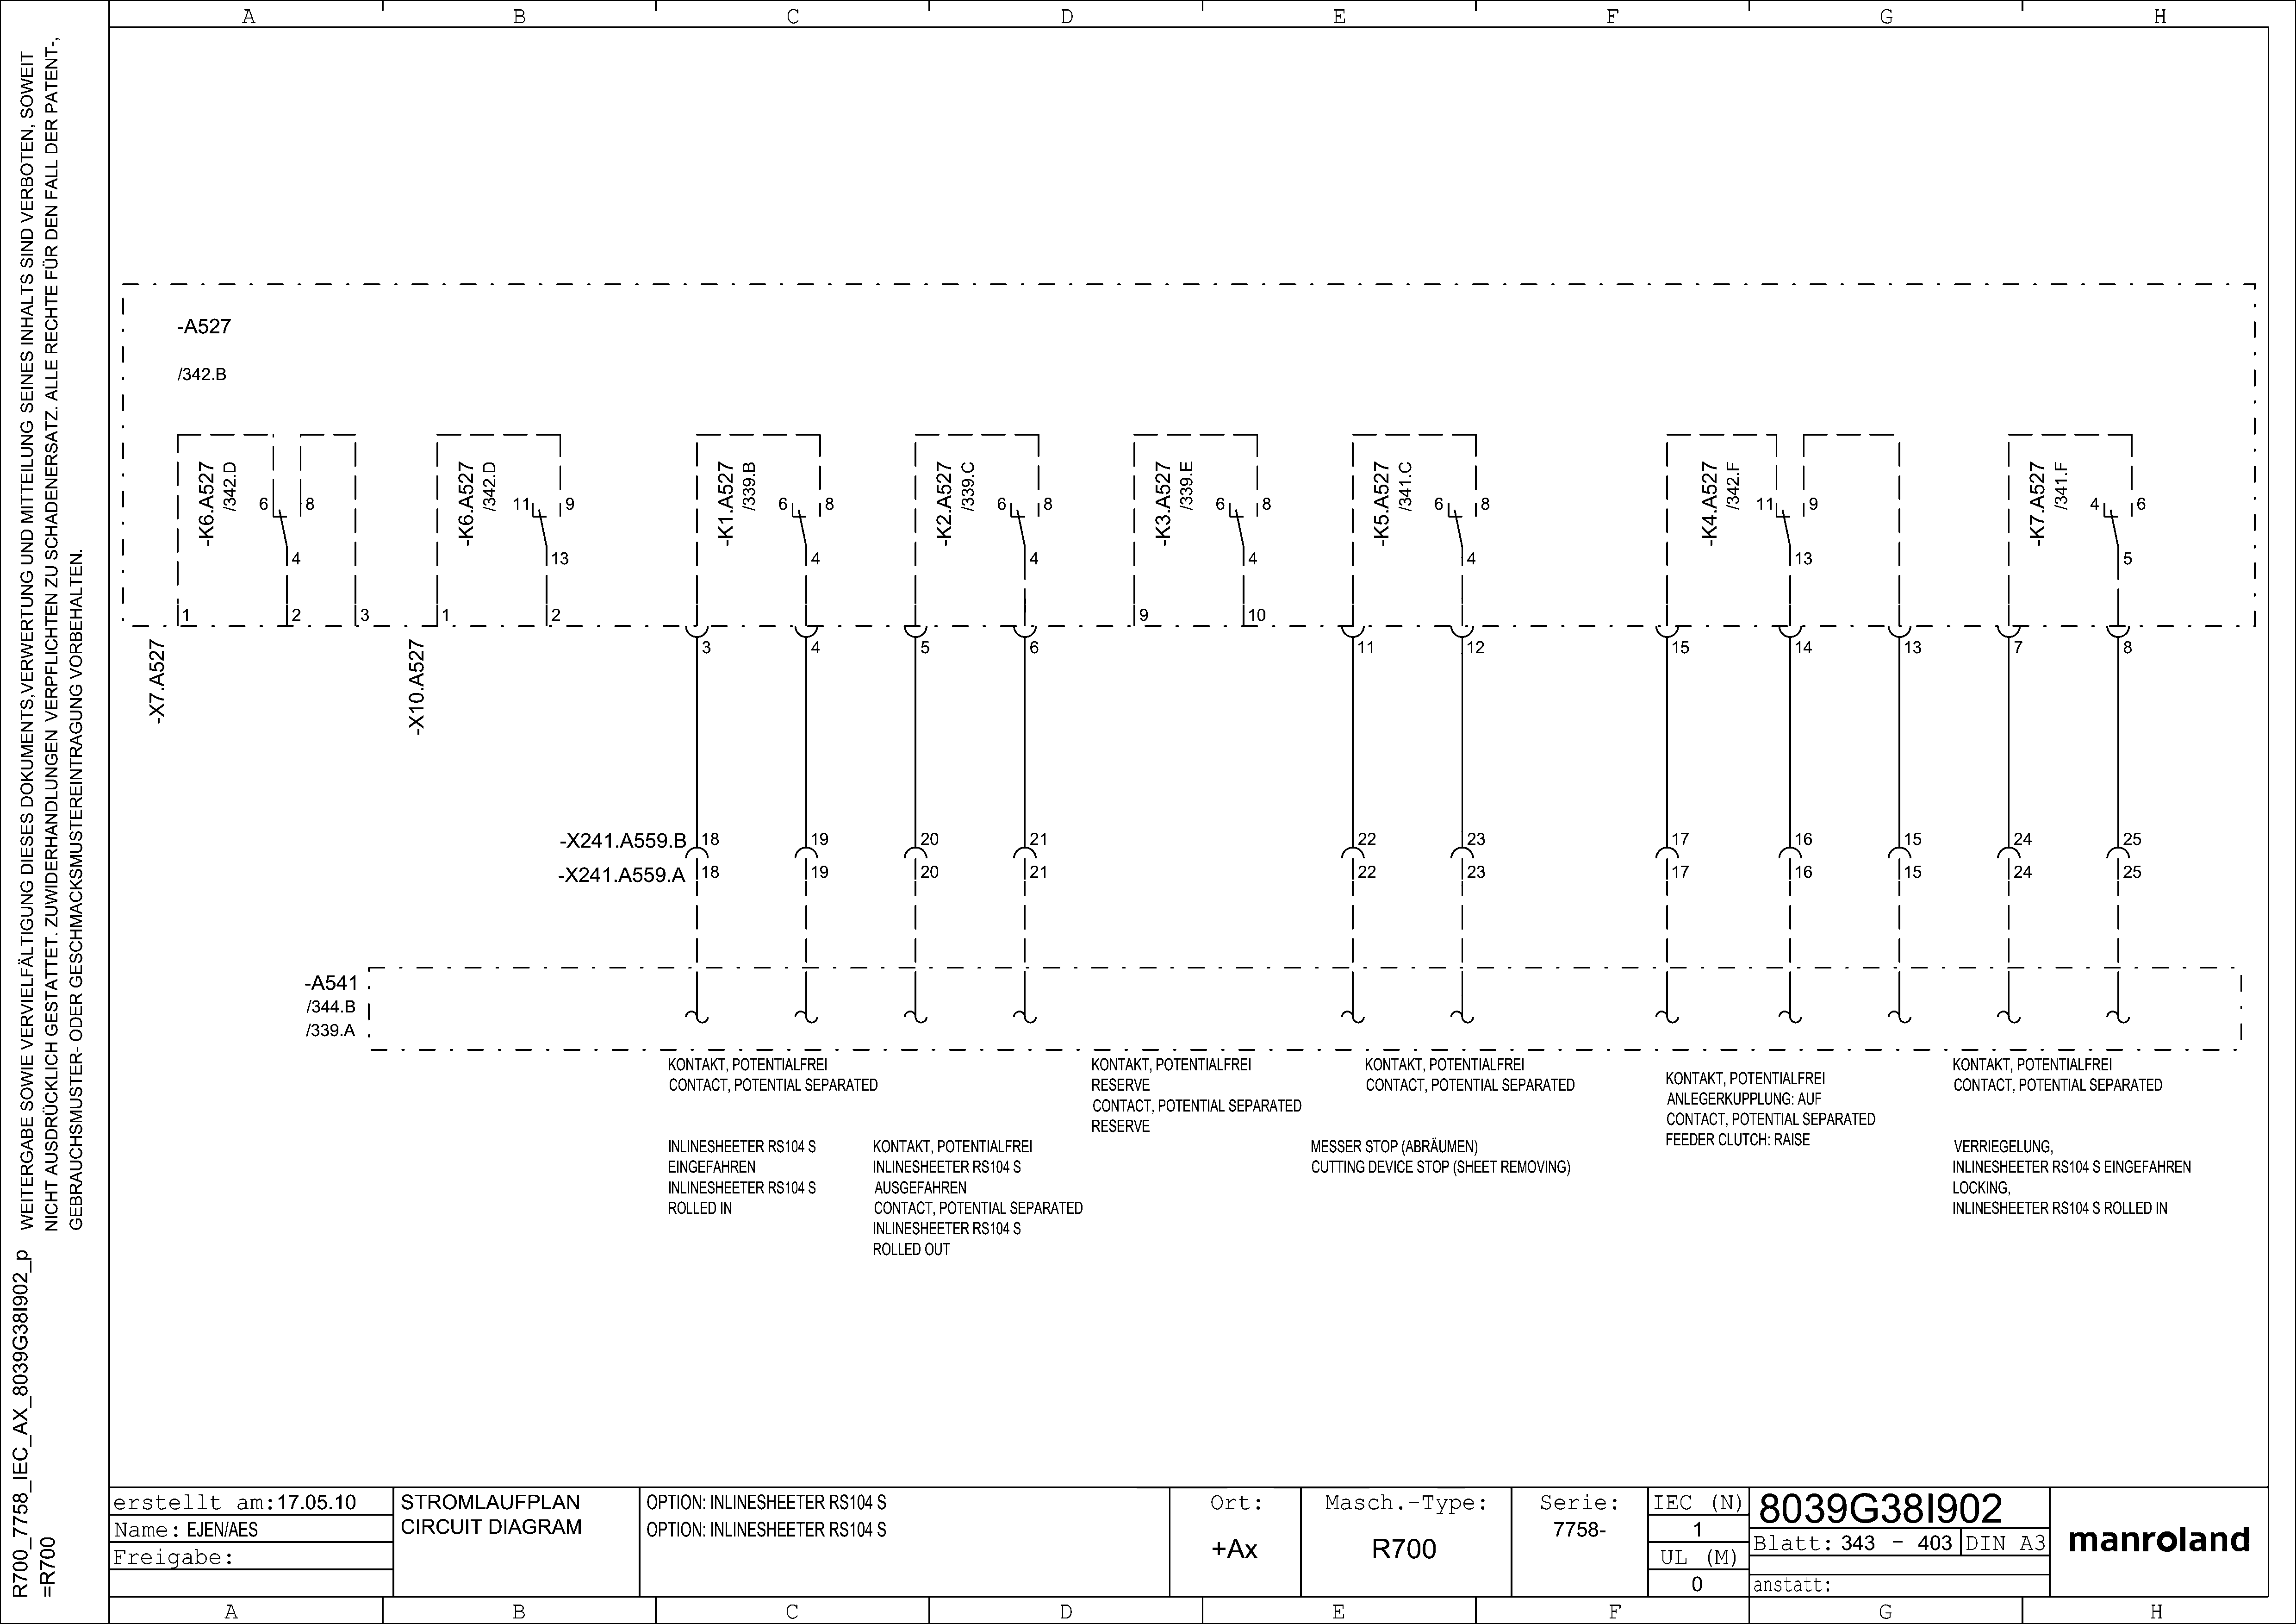 A B C D E F G H
WEITERGABE SOWIE VERVIELFÄLTIGUNG DIESES DOKUMENTS,VERWERTUNG UND MITTEILUNG SEINES INHALTS SIND VERBOTEN, SOWEIT
NICHT AUSDRÜCKLICH GESTATTET. ZUWIDERHANDLUNGEN VERPFLICHTEN ZU SCHADENERSATZ. ALLE RECHTE FÜR DEN FALL DER PATENT-,
GEBRAUCHSMUSTER- ODER GESCHMACKSMUSTEREINTRAGUNG VORBEHALTEN.
R700_7758_IEC_AX_8039G38I902_p
=R700
-A527
/342.B
-K6.A527
/342.D
6 8
4
-K6.A527
/342.D
11 9
13
-K1.A527
/339.B
6 8
4
-K2.A527
/339.C
6 8
4
-K3.A527
/339.E
6 8
4
-K5.A527
/341.C
6 8
4
-K4.A527
/342.F
11 9
13
-K7.A527
/341.F
4 6
5
1 2 3 1 2 9 10
-X7.A527
-X10.A527
3 4 5 6 11 12 15 14 13 7 8
-X241.A559.B 18 19 20 21 22 23 17 16 15 24 25
-X241.A559.A 18 19 20 21 22 23 17 16 15 24 25
-A541
/344.B
/339.A
KONTAKT, POTENTIALFREI
CONTACT, POTENTIAL SEPARATED
INLINESHEETER RS104 S
EINGEFAHREN
INLINESHEETER RS104 S
ROLLED IN
KONTAKT, POTENTIALFREI
INLINESHEETER RS104 S
AUSGEFAHREN
CONTACT, POTENTIAL SEPARATED
INLINESHEETER RS104 S
ROLLED OUT
KONTAKT, POTENTIALFREI
RESERVE
CONTACT, POTENTIAL SEPARATED
RESERVE
KONTAKT, POTENTIALFREI
CONTACT, POTENTIAL SEPARATED
MESSER STOP (ABRÄUMEN)
CUTTING DEVICE STOP (SHEET REMOVING)
KONTAKT, POTENTIALFREI
ANLEGERKUPPLUNG: AUF
CONTACT, POTENTIAL SEPARATED
FEEDER CLUTCH: RAISE
KONTAKT, POTENTIALFREI
CONTACT, POTENTIAL SEPARATED
VERRIEGELUNG,
INLINESHEETER RS104 S EINGEFAHREN
LOCKING,
INLINESHEETER RS104 S ROLLED IN
erstellt am:17.05.10
Name: EJEN/AES
Freigabe:
STROMLAUFPLAN
CIRCUIT DIAGRAM
OPTION: INLINESHEETER RS104 S
OPTION: INLINESHEETER RS104 S
Ort:
+Ax
Masch.-Type:
R700
Serie:
7758-
IEC (N)
1
UL (M)
0
8039G38I902
Blatt: 343 - 403 DIN A3
anstatt:
manroland
A B C D E F G H